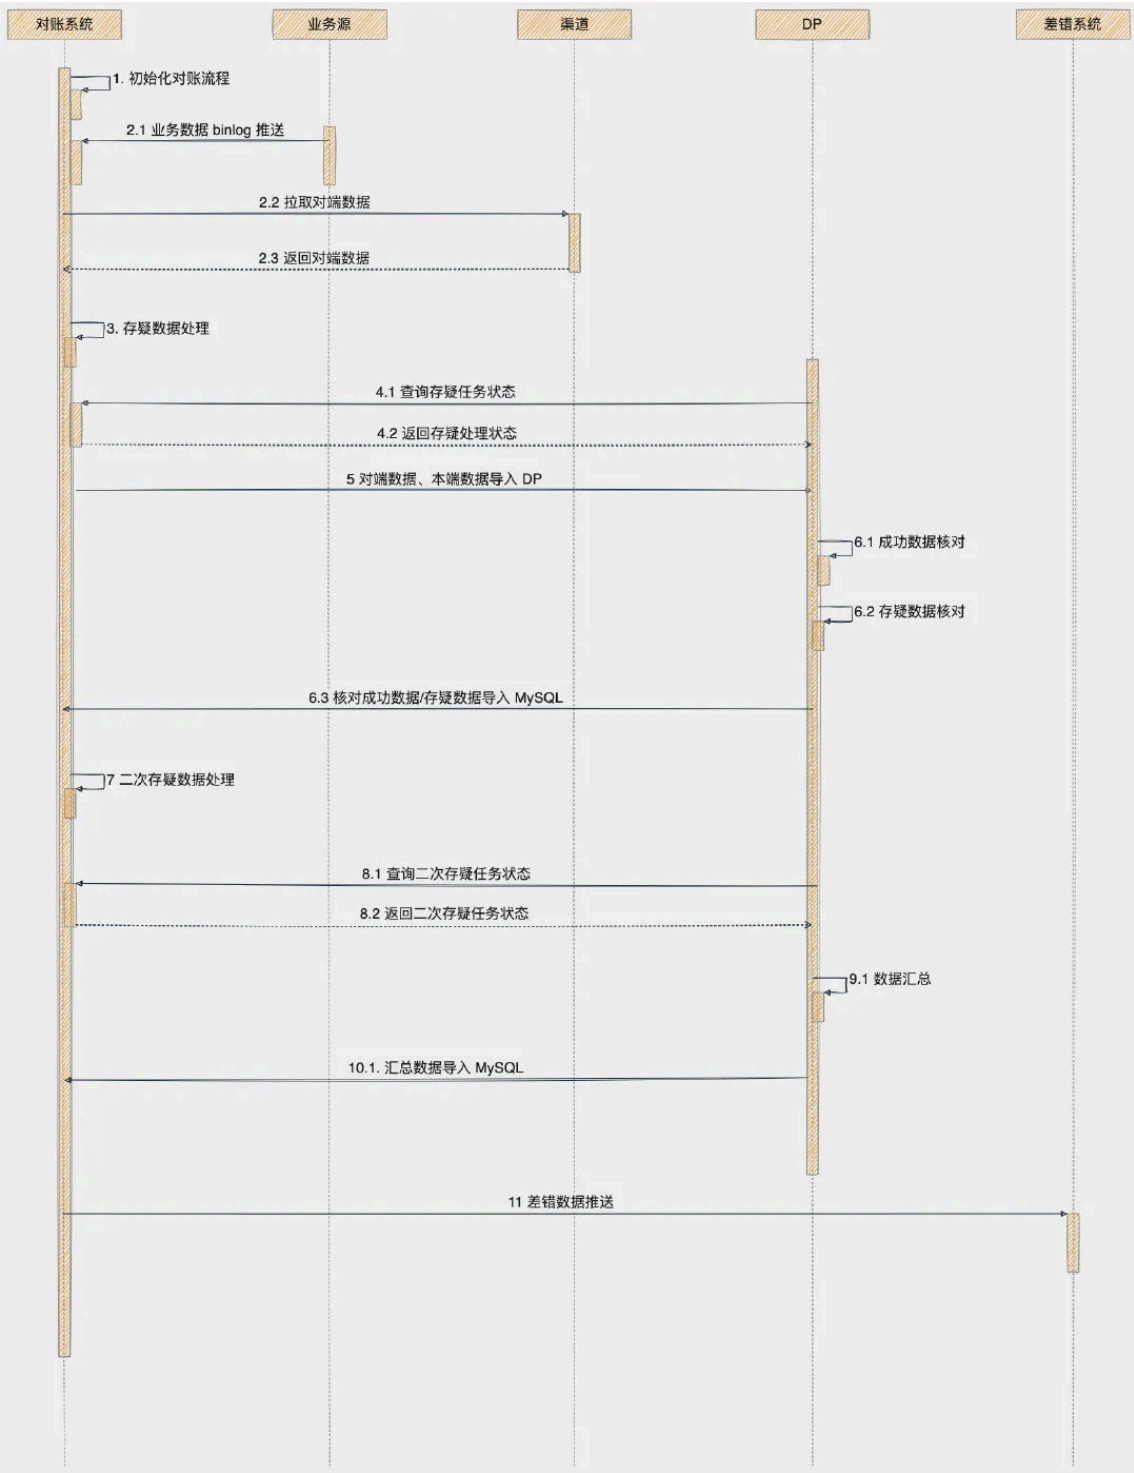 对账系统
业务源
渠道
DP
差错系统
1. 初始化对账流程
2.1 业务数据 binlog 推送
2.2 拉取对端数据
2.3 返回对端数据
3. 存疑数据处理
4.1 查询存疑任务状态
4.2 返回存疑处理状态
5 对端数据、本端数据导入 DP
6.1 成功数据核对
6.2 存疑数据核对
6.3 核对成功数据/存疑数据导入 MySQL
7 二次存疑数据处理
8.1 查询二次存疑任务状态
8.2 返回二次存疑任务状态
9.1 数据汇总
10.1. 汇总数据导入 MySQL
11 差错数据推送